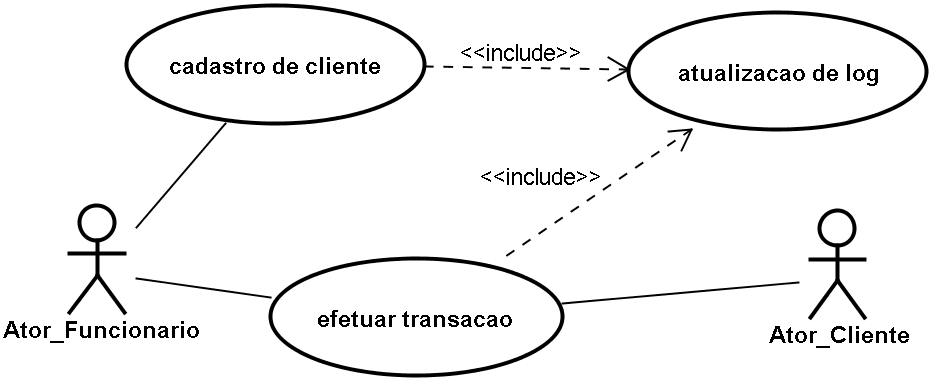 cadastro de cliente
<<include>>
atualizacao de log
<<include>>
Ator_Funcionario
efetuar transacao
Ator_Cliente